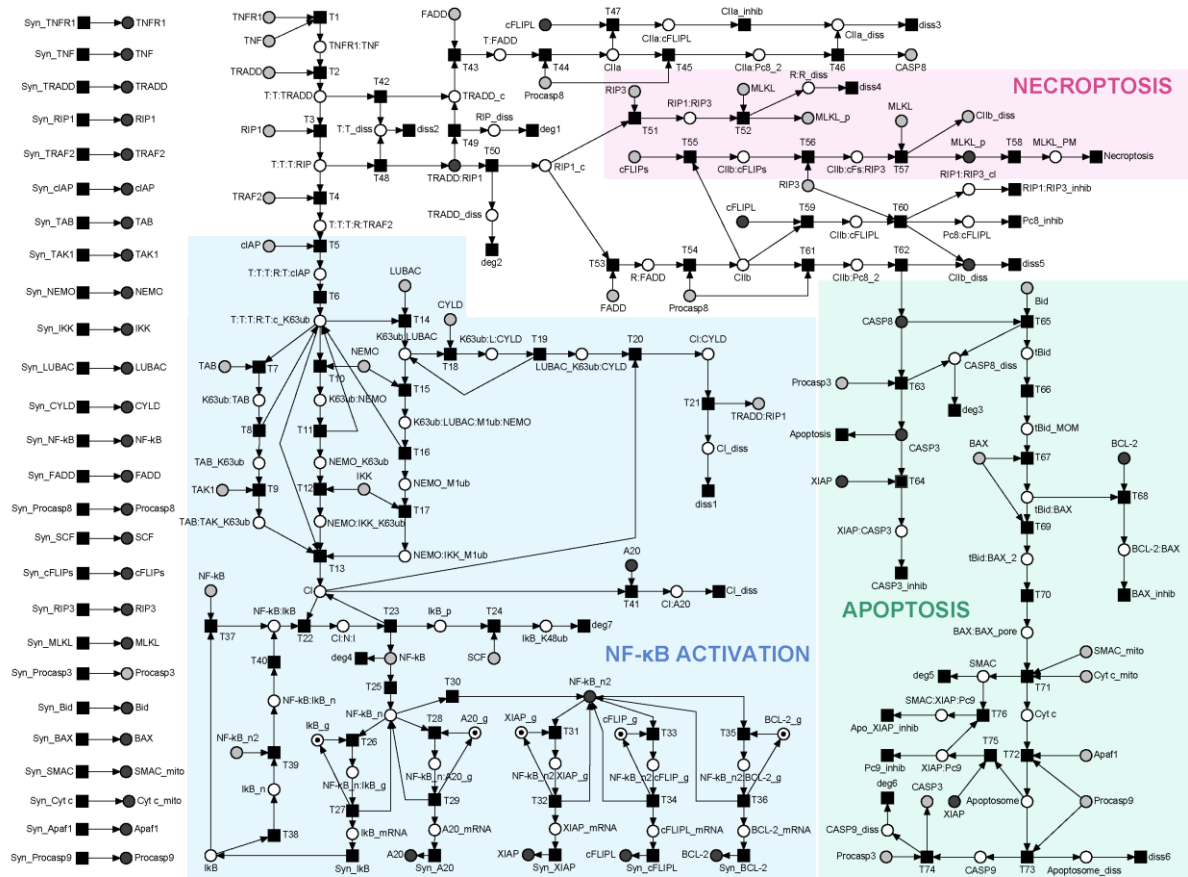 Syn_TNFR1
TNFR1
Syn_TNF
TNF
Syn_TRADD
TRADD
Syn_RIP1
RIP1
Syn_TRAF2
TRAF2
Syn_cIAP
cIAP
Syn_TAB
TAB
Syn_TAK1
TAK1
Syn_NEMO
NEMO
Syn_IKK
IKK
Syn_LUBAC
LUBAC
Syn_CYLD
CYLD
Syn_NF-kB
NF-kB
Syn_FADD
FADD
Syn_Procasp8
Procasp8
Syn_SCF
SCF
Syn_cFLIPs
cFLIPs
Syn_RIP3
RIP3
Syn_MLKL
MLKL
Syn_Procasp3
Procasp3
Syn_Bid
Bid
Syn_BAX
BAX
Syn_SMAC
SMAC_mito
Syn_Cyt c
Cyt c_mito
Syn_Apaf1
Apaf1
Syn_Procasp9
Procasp9
TNFR1
T1
TNF
TNFR1:TNF
TRADD
T2
T:T:TRADD
T42
TRADD_c
T3
T:T_diss
diss2
RIP1
T49
RIP_diss
deg1
T:T:T:RIP
T48
TRADD:RIP1
T50
RIP1_c
TRAF2
T4
T:T:T:R:TRAF2
TRADD_diss
deg2
FADD
T43
T:FADD
T44
Procasp8
cFLIPL
T47
CIIa:cFLIPL
CIIa_inhib
CIIa_diss
diss3
CIIa
T45
CIIa:Pc8_2
T46
CASP8
NECROPTOSIS
RIP3
T51
RIP1:RIP3
MLKL
T52
R:R_diss
diss4
MLKL_p
cFLIPs
T55
CIIb:cFLIPs
T56
CIIb:cFs:RIP3
MLKL
T57
CIIb_diss
MLKL_p
T58
MLKL_PM
Necroptosis
RIP3
RIP1:RIP3_cl
RIP1:RIP3_inhib
cFLIPL
T59
CIIb:cFLIPL
T60
Pc8:cFLIPL
Pc8_inhib
T53
R:FADD
T54
CIIb
T61
CIIb:Pc8_2
T62
CIIb_diss
diss5
FADD
Procasp8
cIAP
T5
T:T:T:R:T:cIAP
T6
T:T:T:R:T:c_K63ub
LUBAC
T14
CYLD
K63ub:LUBAC
T18
K63ub:L:CYLD
T19
LUBAC_K63ub:CYLD
T20
CI:CYLD
TAB
T7
T10
NEMO
T15
K63ub:TAB
K63ub:NEMO
K63ub:LUBAC:M1ub:NEMO
T21
TRADD:RIP1
T8
T11
T16
CI_diss
TAB_K63ub
NEMO_K63ub
NEMO_M1ub
TAK1
T9
T12
IKK
T17
diss1
TAB:TAK_K63ub
NEMO:IKK_K63ub
NEMO:IKK_M1ub
T13
A20
CI
T41
CI:A20
CI_diss
NF-kB
T37
NF-kB:IkB
T22
CI:N:I
T23
IkB_p
T24
IkB_K48ub
deg7
T40
deg4
NF-kB
SCF
NF-κB ACTIVATION
T25
T30
NF-kB_n2
NF-kB:IkB_n
NF-kB_n
IkB_g
T26
T28
A20_g
XIAP_g
T31
cFLIP_g
T33
T35
BCL-2_g
NF-kB_n2
T39
NF-kB_n:IkB_g
NF-kB_n:A20_g
NF-kB_n2:XIAP_g
NF-kB_n2:cFLIP_g
NF-kB_n2:BCL-2_g
IkB_n
T27
T29
T32
T34
T36
T38
IkB_mRNA
A20_mRNA
XIAP_mRNA
cFLIPL_mRNA
BCL-2_mRNA
IkB
Syn_IkB
A20
Syn_A20
XIAP
Syn_XIAP
cFLIPL
Syn_cFLIPL
BCL-2
Syn_BCL-2
Bid
CASP8
T65
tBid
CASP8_diss
Procasp3
T63
T66
deg3
Apoptosis
CASP3
tBid_MOM
BAX
T67
BCL-2
XIAP
T64
T68
tBid:BAX
T69
XIAP:CASP3
BCL-2:BAX
tBid:BAX_2
CASP3_inhib
T70
BAX_inhib
APOPTOSIS
BAX:BAX_pore
SMAC_mito
SMAC
deg5
T71
Cyt c_mito
SMAC:XIAP:Pc9
T76
Cyt c
Apo_XIAP_inhib
T75
T72
Apaf1
Pc9_inhib
XIAP:Pc9
deg6
CASP3
XIAP
Apoptosome
Procasp9
CASP9_diss
Procasp3
T74
CASP9
T73
Apoptosome_diss
diss6